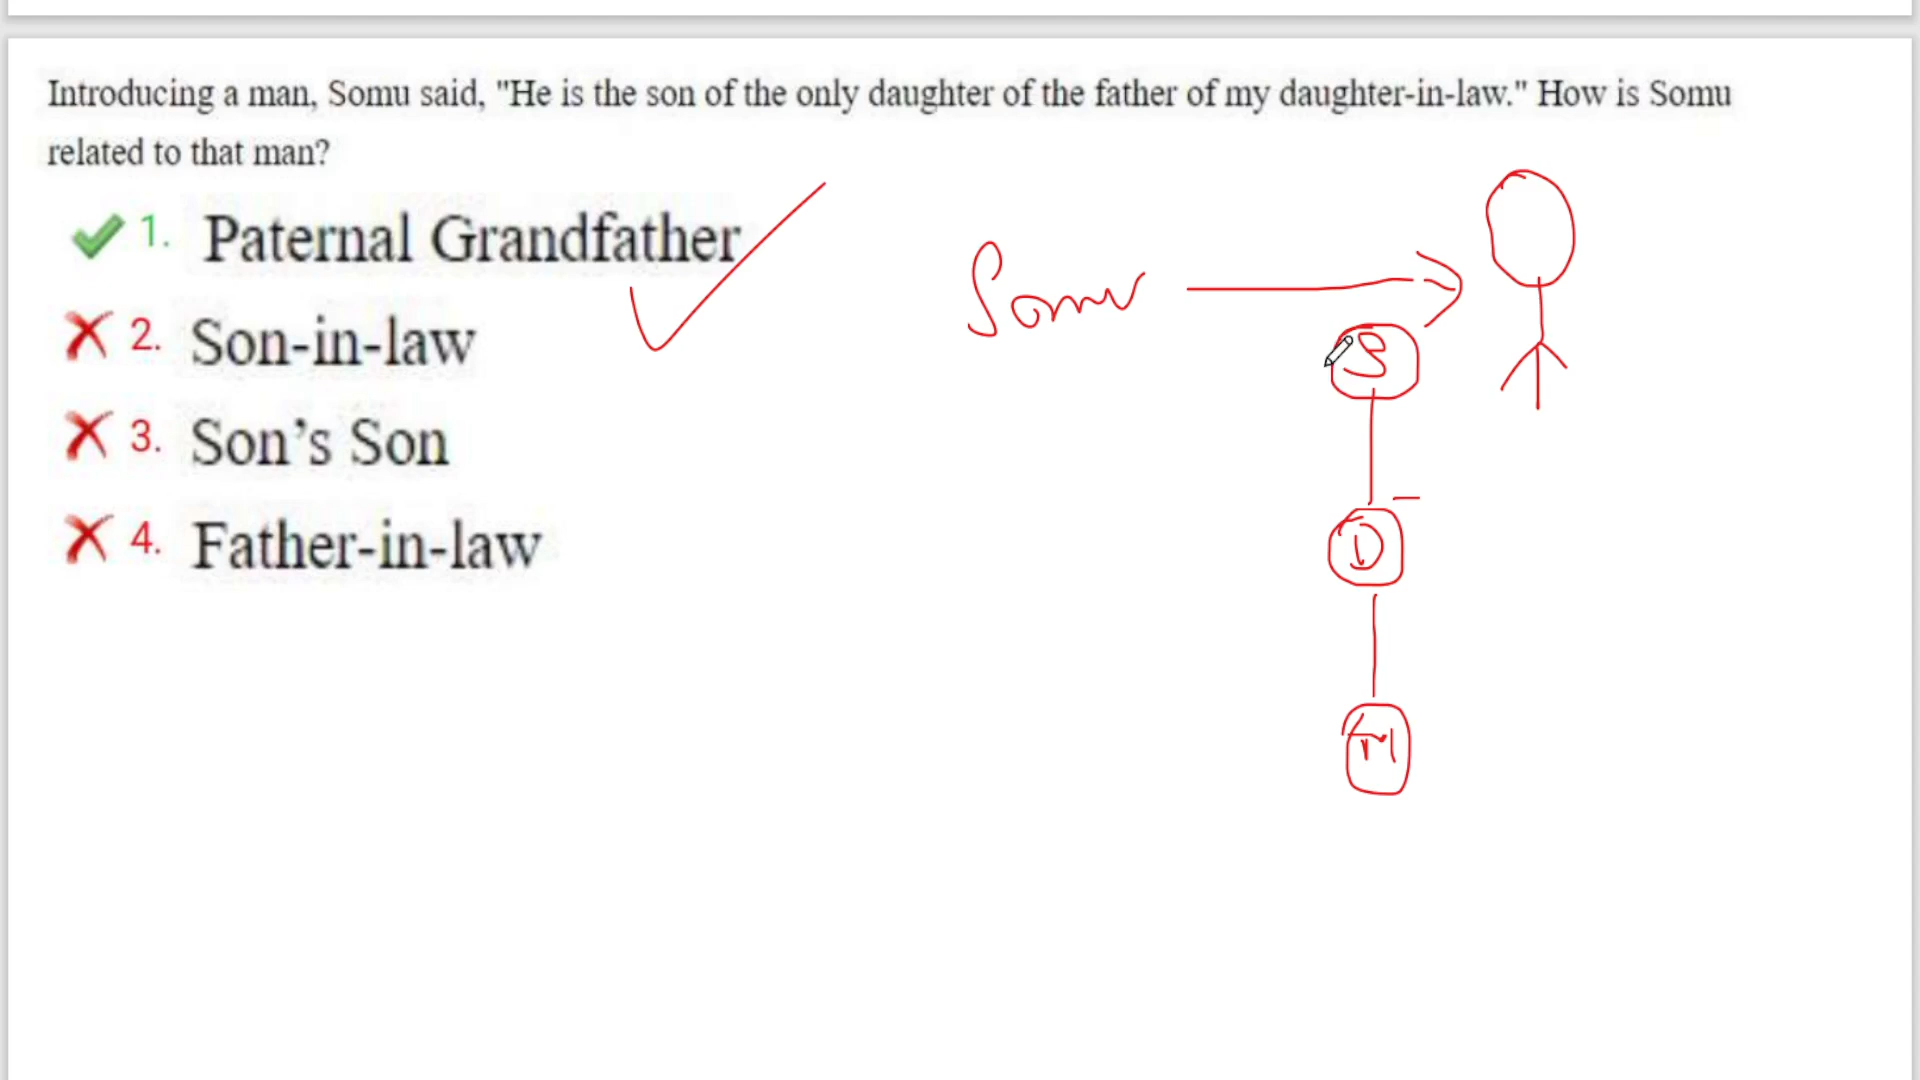 Introducing a man, Somu said, "He is the son of the only daughter of the father of my daughter-in-law." How is Somu
related to that man?
1. Paternal Grandfather
2. Son-in-law
3. Son’s Son
4. Father-in-law
Somu
S
D